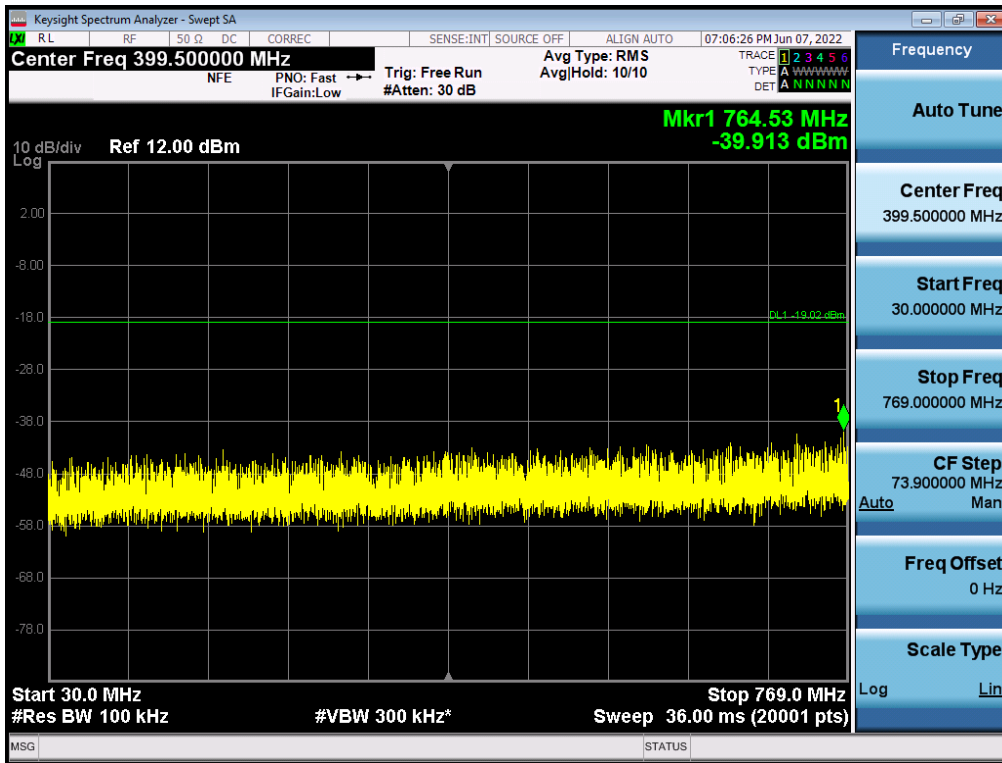 Keysight Spectrum Analyzer - Swept SA
LXI RL RF 50 Ω DC CORREC SENSE:INT SOURCE OFF ALIGN AUTO 07:06:26 PM Jun 07, 2022
Center Freq 399.500000 MHz
NFE
PNO: Fast
IFGain:Low
Trig: Free Run
#Atten: 30 dB
Avg Type: RMS
Avg|Hold: 10/10
TRACE 1 2 3 4 5 6
TYPE A WWWWW
DET A N N N N N
Mkr1 764.53 MHz
-39.913 dBm
10 dB/div
Log
Ref 12.00 dBm
2.00
-8.00
-18.0
DL1 -19.02 dBm
-28.0
-38.0
1
-48.0
-58.0
-68.0
-78.0
Start 30.0 MHz
Stop 769.0 MHz
#Res BW 100 kHz
#VBW 300 kHz*
Sweep 36.00 ms (20001 pts)
MSG
STATUS
Frequency
Auto Tune
Center Freq
399.500000 MHz
Start Freq
30.000000 MHz
Stop Freq
769.000000 MHz
CF Step
73.900000 MHz
Auto Man
Freq Offset
0 Hz
Scale Type
Log Lin